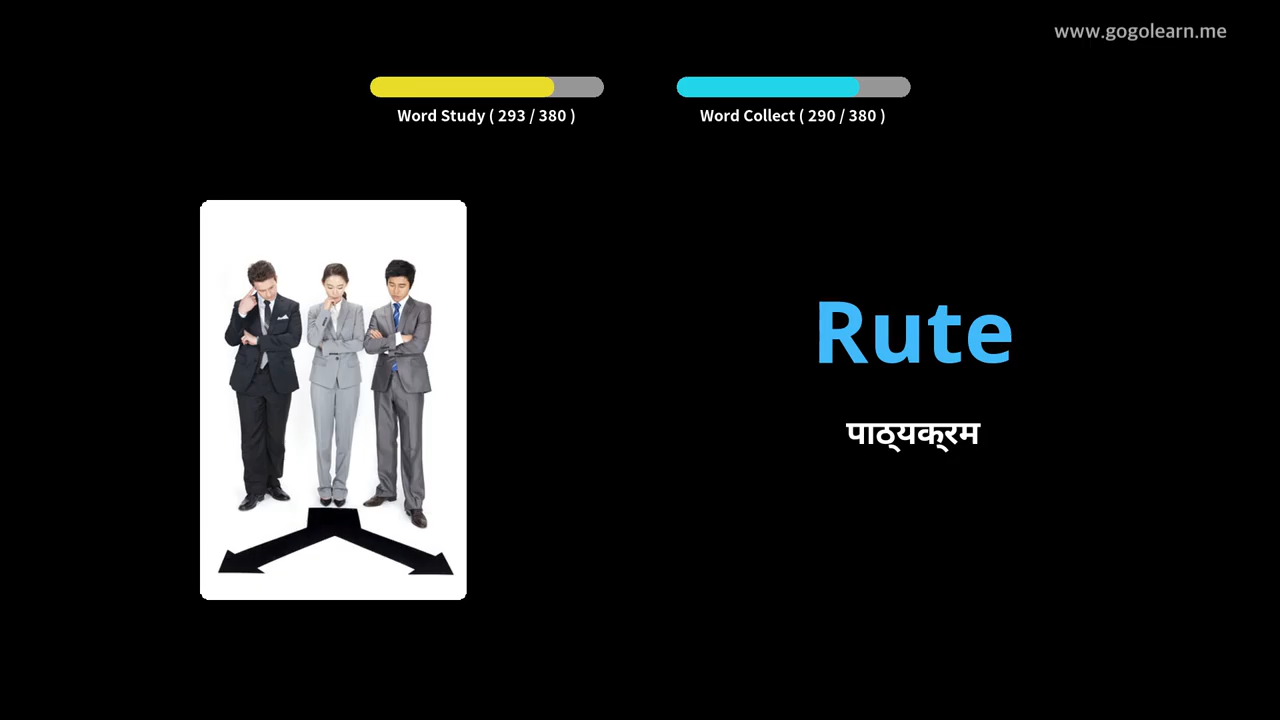 www.gogolearn.me
Word Study ( 293 / 380 )
Word Collect ( 290 / 380 )
Rute
पाठ्यक्रम